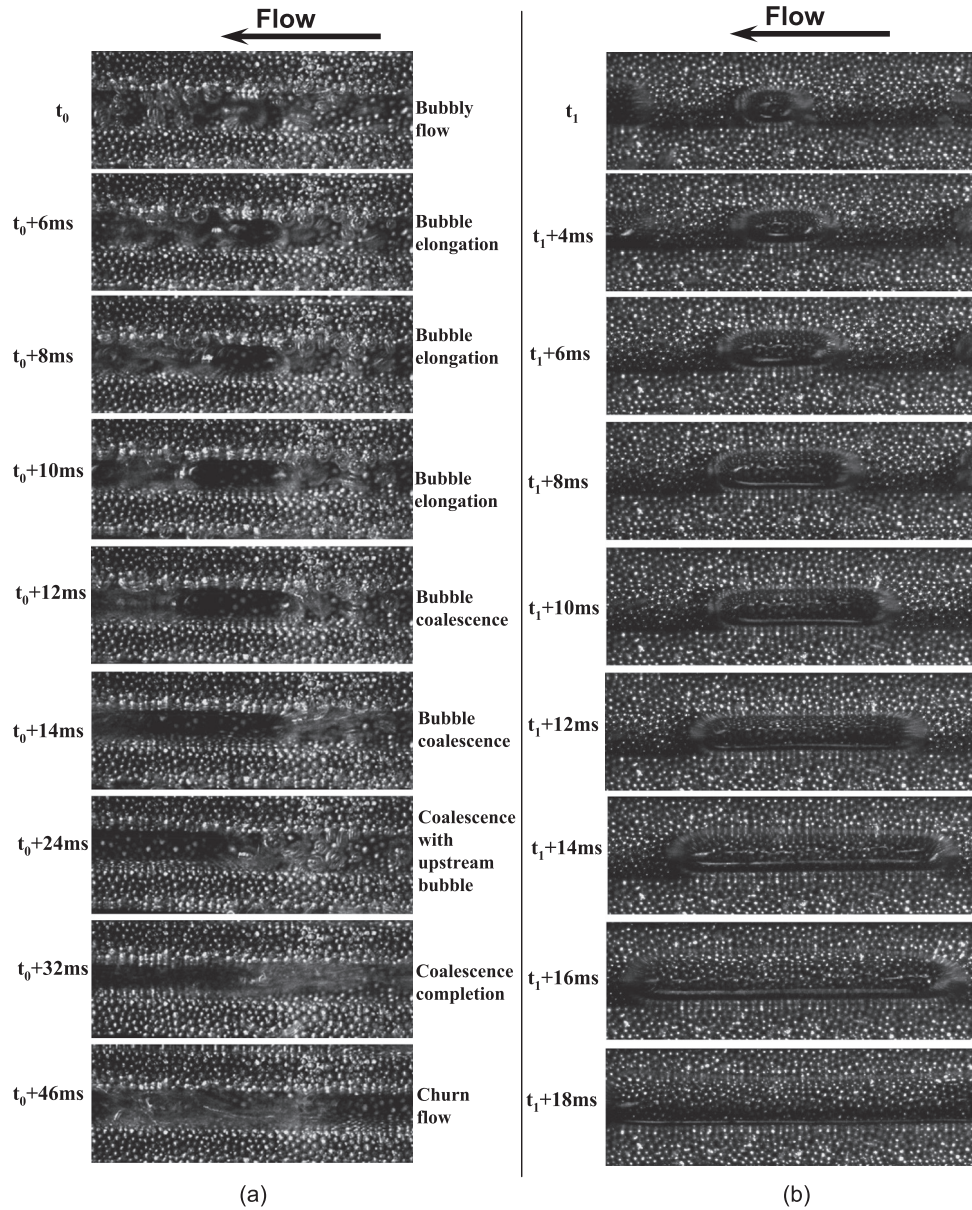 Flow
t0
Bubbly
flow
t0+6ms
Bubble
elongation
t0+8ms
Bubble
elongation
t0+10ms
Bubble
elongation
t0+12ms
Bubble
coalescence
t0+14ms
Bubble
coalescence
t0+24ms
Coalescence
with
upstream
bubble
t0+32ms
Coalescence
completion
t0+46ms
Churn
flow
(a)
Flow
t1
t1+4ms
t1+6ms
t1+8ms
t1+10ms
t1+12ms
t1+14ms
t1+16ms
t1+18ms
(b)